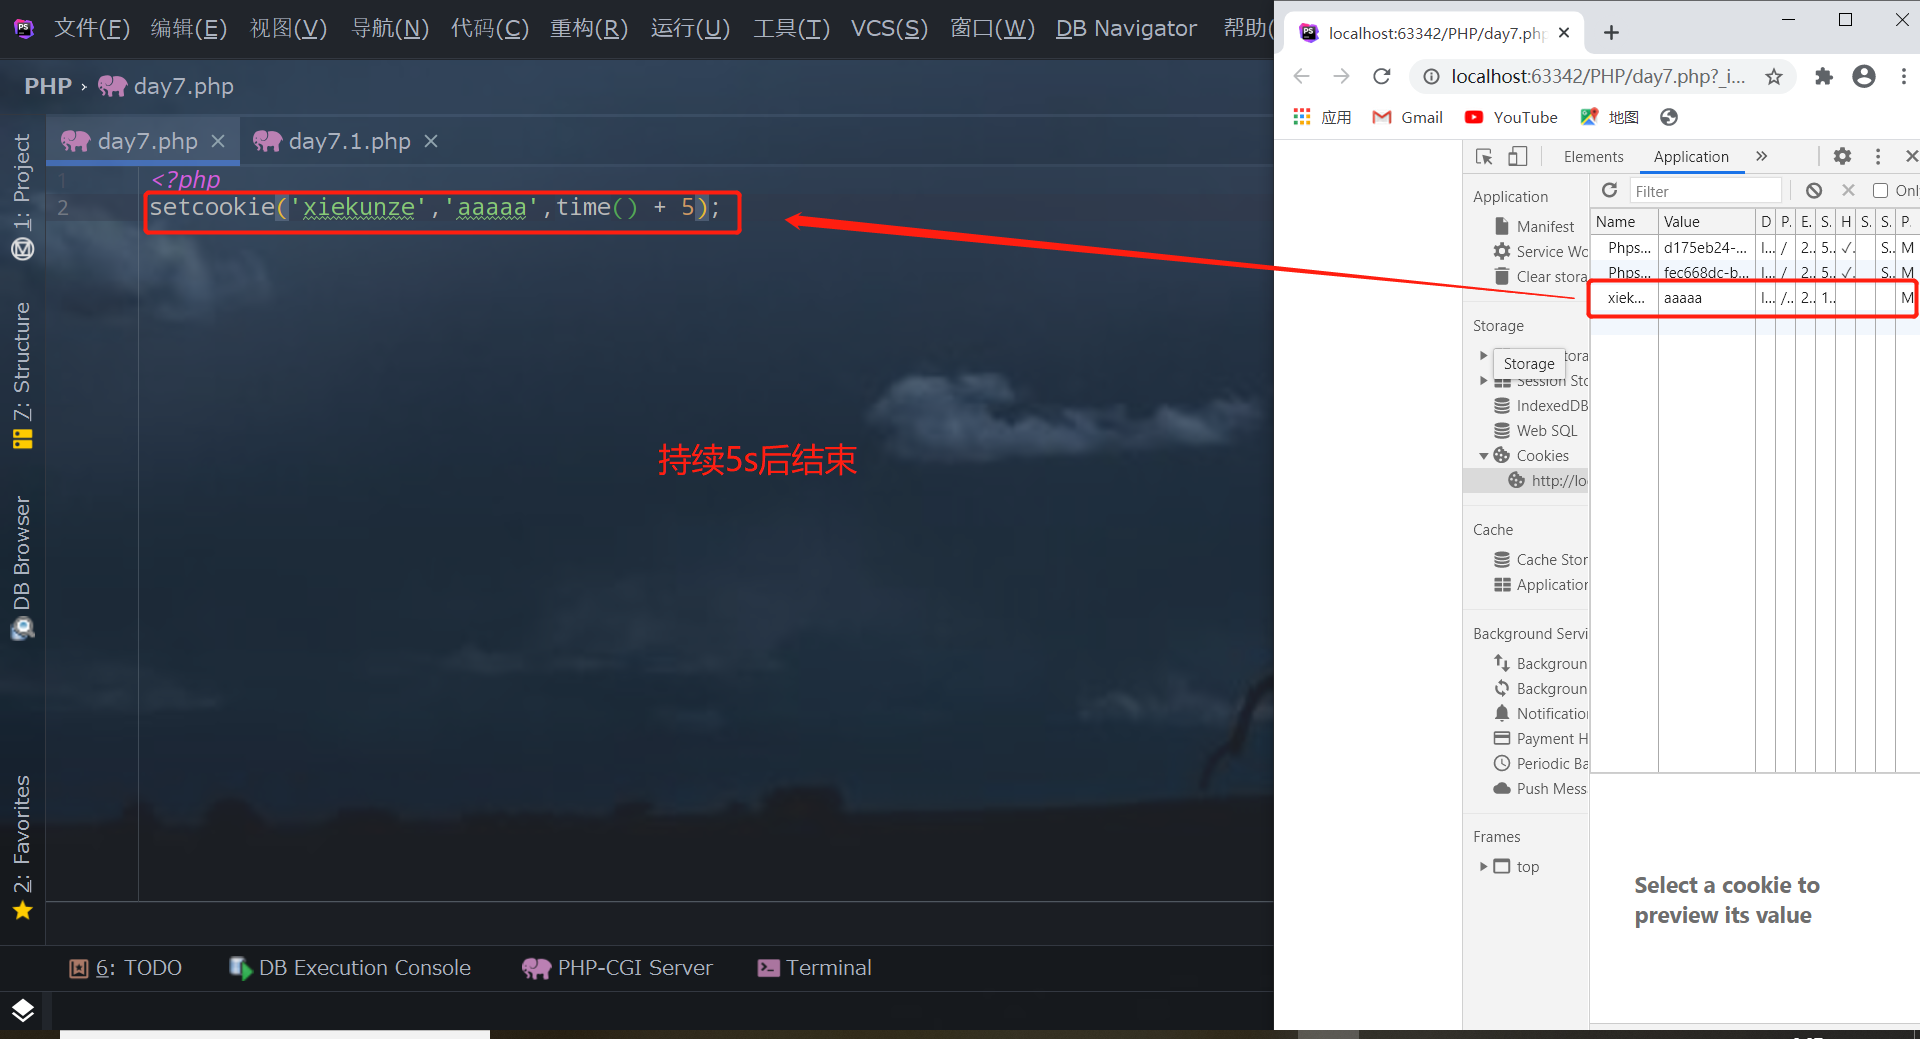 文件(F) 编辑(E) 视图(V) 导航(N) 代码(C) 重构(R) 运行(U) 工具(T) VCS(S) 窗口(W) DB Navigator 帮助(
PHP › day7.php
day7.php × day7.1.php ×
1 <?php
2 setcookie('xiekunze','aaaaa',time() + 5);
持续5s后结束
1: Project
Z: Structure
DB Browser
2: Favorites
6: TODO DB Execution Console PHP-CGI Server Terminal
localhost:63342/PHP/day7.php
localhost:63342/PHP/day7.php?_i...
应用 Gmail YouTube 地图
Elements Application »
Application
Manifest
Service Wo
Clear stora
Storage
tora
Storage
Session Sto
IndexedDB
Web SQL
Cookies
http://lo
Cache
Cache Stor
Application
Background Servi
Backgroun
Backgroun
Notification
Payment H
Periodic Ba
Push Mess
Frames
top
Filter Only
Name Value D P. E. S. H S. S. P.
Phps... d175eb24-... l... / 2.. 5.. ✓. S.. M
Phps... fec668dc-b... l... / 2.. 5.. ✓. S.. M
xiek... aaaaa l... /.. 2.. 1.. M
Select a cookie to
preview its value